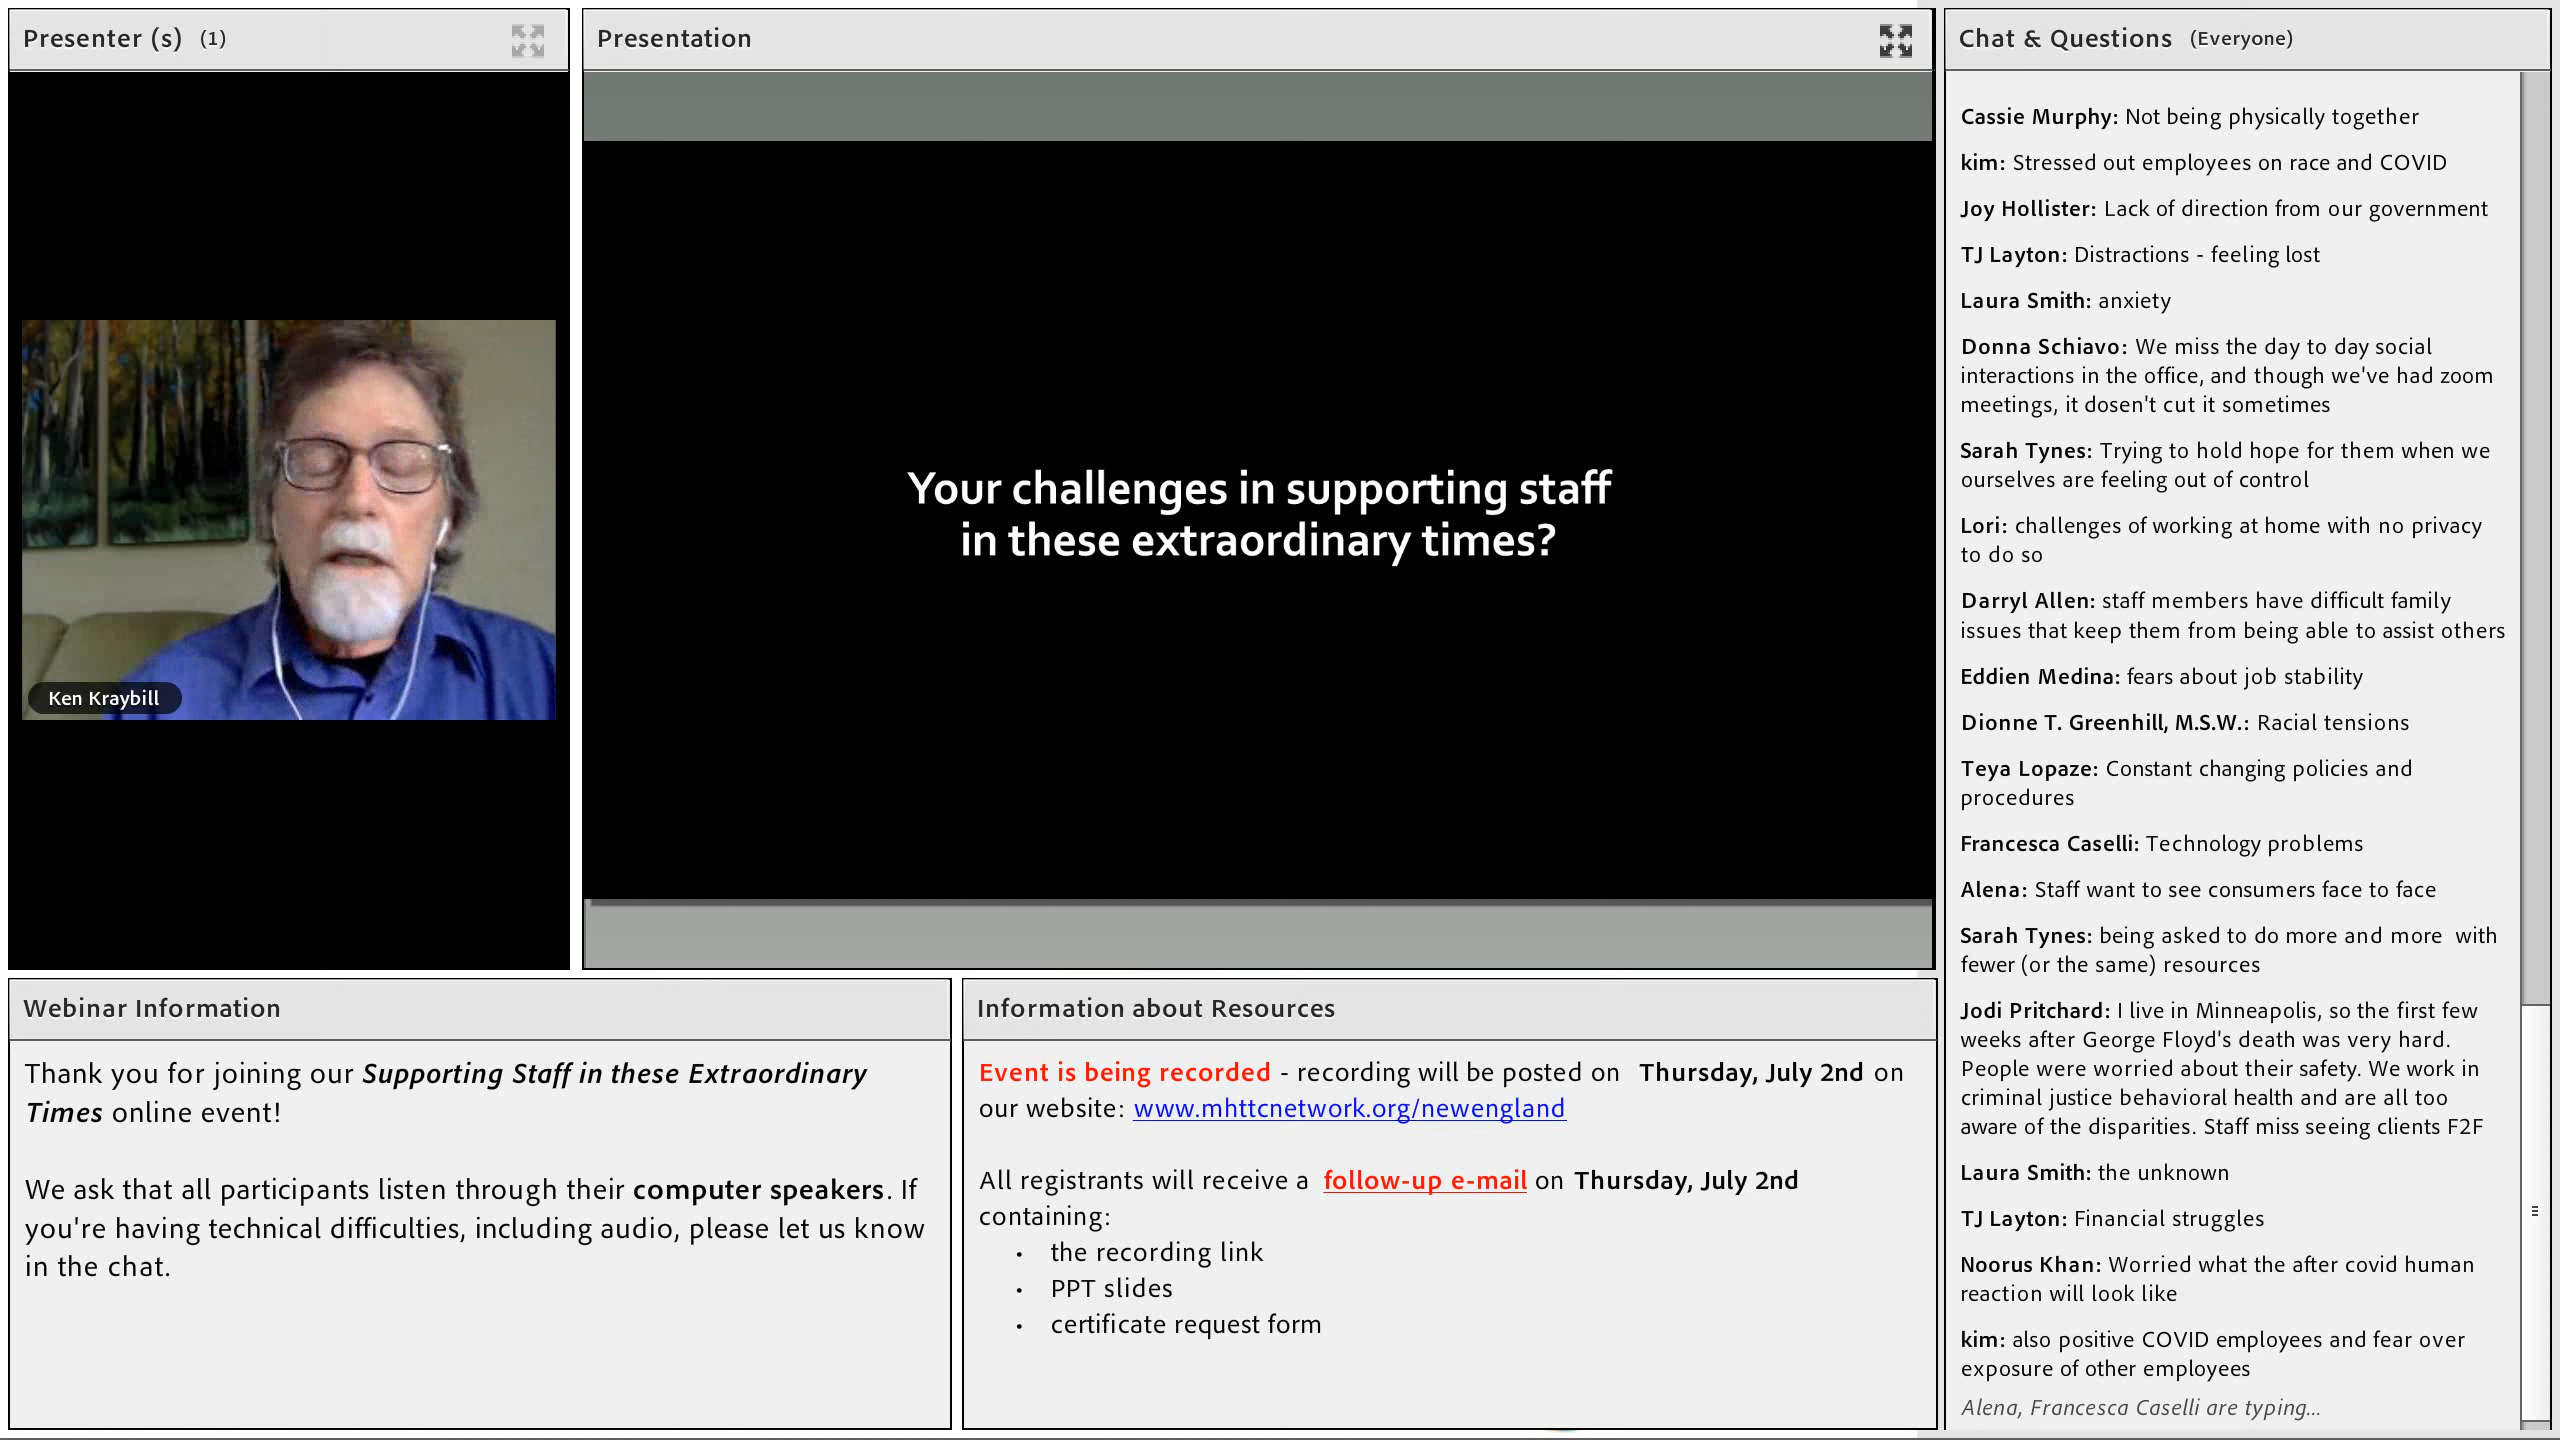 Presenter (s) (1)
Ken Kraybill
Presentation
Your challenges in supporting staff
in these extraordinary times?
Webinar Information
Thank you for joining our Supporting Staff in these Extraordinary
Times online event!
We ask that all participants listen through their computer speakers. If
you're having technical difficulties, including audio, please let us know
in the chat.
Information about Resources
Event is being recorded - recording will be posted on Thursday, July 2nd on
our website: www.mhttcnetwork.org/newengland
All registrants will receive a follow-up e-mail on Thursday, July 2nd
containing:
• the recording link
• PPT slides
• certificate request form
Chat & Questions (Everyone)
Cassie Murphy: Not being physically together
kim: Stressed out employees on race and COVID
Joy Hollister: Lack of direction from our government
TJ Layton: Distractions - feeling lost
Laura Smith: anxiety
Donna Schiavo: We miss the day to day social
interactions in the office, and though we've had zoom
meetings, it dosen't cut it sometimes
Sarah Tynes: Trying to hold hope for them when we
ourselves are feeling out of control
Lori: challenges of working at home with no privacy
to do so
Darryl Allen: staff members have difficult family
issues that keep them from being able to assist others
Eddien Medina: fears about job stability
Dionne T. Greenhill, M.S.W.: Racial tensions
Teya Lopaze: Constant changing policies and
procedures
Francesca Caselli: Technology problems
Alena: Staff want to see consumers face to face
Sarah Tynes: being asked to do more and more with
fewer (or the same) resources
Jodi Pritchard: I live in Minneapolis, so the first few
weeks after George Floyd's death was very hard.
People were worried about their safety. We work in
criminal justice behavioral health and are all too
aware of the disparities. Staff miss seeing clients F2F
Laura Smith: the unknown
TJ Layton: Financial struggles
Noorus Khan: Worried what the after covid human
reaction will look like
kim: also positive COVID employees and fear over
exposure of other employees
Alena, Francesca Caselli are typing...